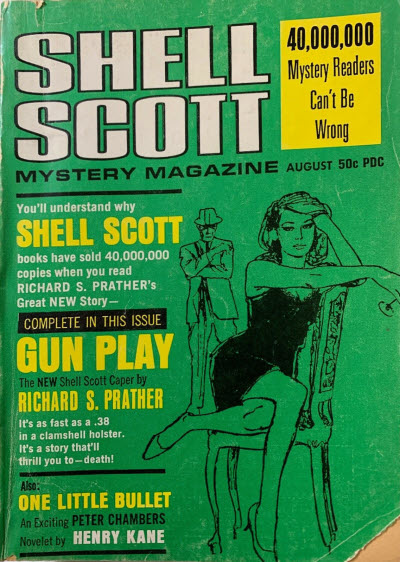 SHELL
SCOTT
MYSTERY MAGAZINE
AUGUST 50c PDC
40,000,000
Mystery Readers
Can't Be
Wrong
You'll understand why
SHELL SCOTT
books have sold 40,000,000
copies when you read
RICHARD S. PRATHER's
Great NEW Story—
COMPLETE IN THIS ISSUE
GUN PLAY
The NEW Shell Scott Caper by
RICHARD S. PRATHER
It's as fast as a .38
in a clamshell holster.
It's a story that'll
thrill you to—death!
Also:
ONE LITTLE BULLET
An Exciting PETER CHAMBERS
Novelet by HENRY KANE